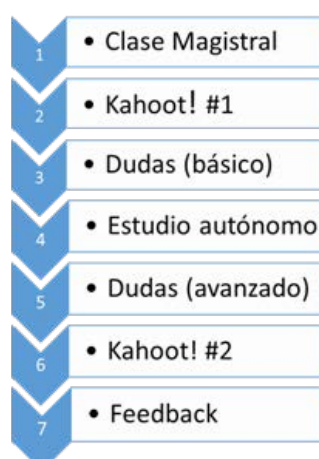 1 • Clase Magistral
2 • Kahoot! #1
3 • Dudas (básico)
4 • Estudio autónomo
5 • Dudas (avanzado)
6 • Kahoot! #2
7 • Feedback